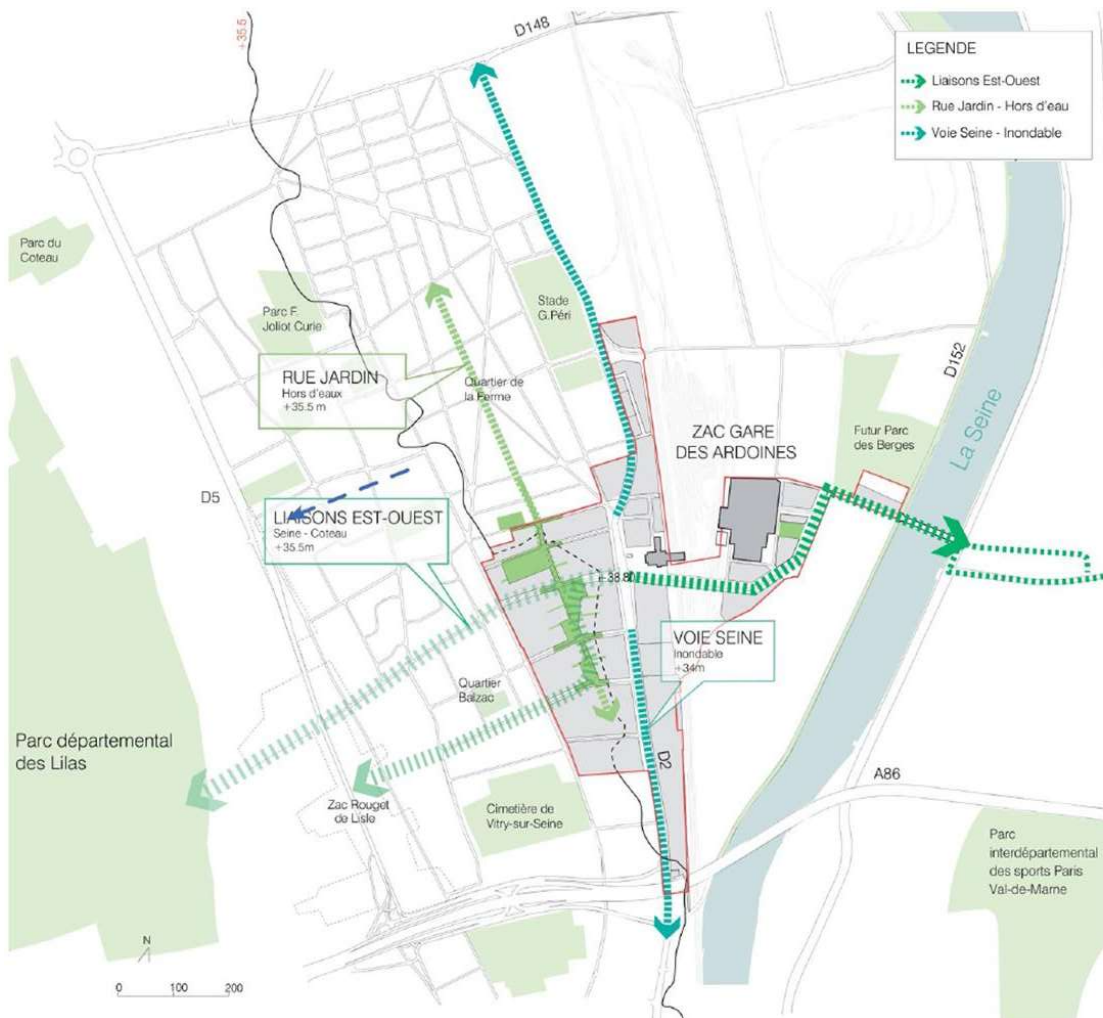 +35.5
D148
LEGENDE
Liaisons Est-Ouest
Rue Jardin - Hors d'eau
Voie Seine - Inondable
Parc du
Coteau
Parc F.
Joliot Curie
Stade
G.Péri
D152
La Seine
RUE JARDIN
Hors d'eaux
+35.5 m
Quartier de
la Ferme
ZAC GARE
DES ARDOINES
Futur Parc
des Berges
D5
LIAISONS EST-OUEST
Seine - Coteau
+35.5m
+38.80
VOIE SEINE
Inondable
+34m
Quartier
Balzac
Parc départemental
des Lilas
D2
A86
Zac Rouget
de Lisle
Cimetière de
Vitry-sur-Seine
Parc
interdépartemental
des sports Paris
Val-de-Marne
N
0 100 200